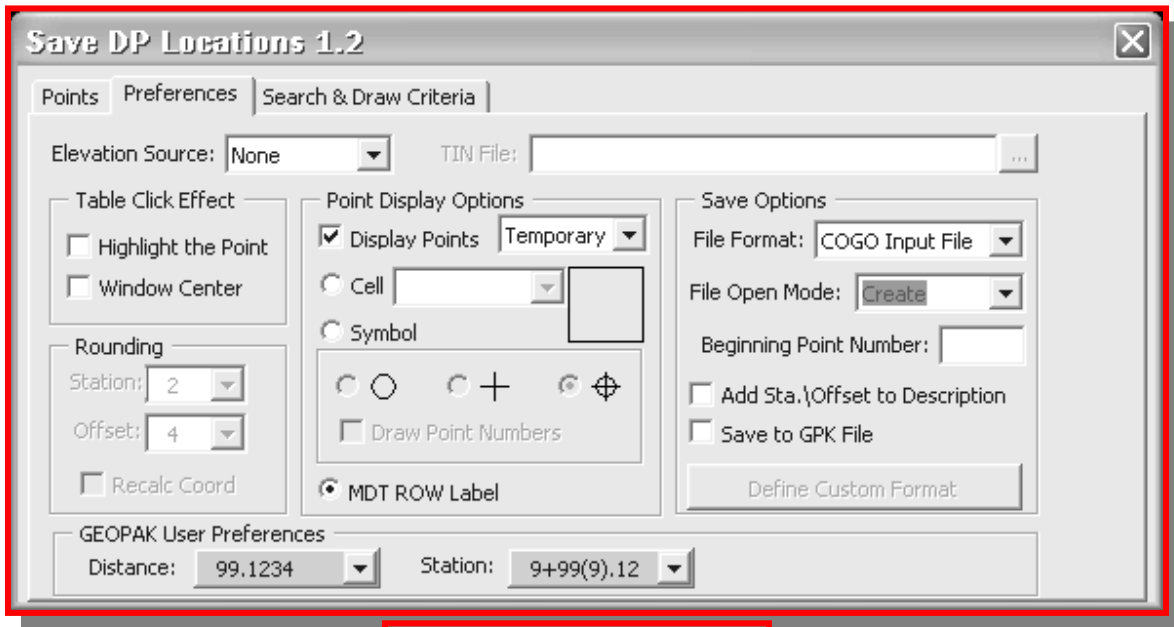 Save DP Locations 1.2
Points Preferences Search & Draw Criteria
Elevation Source: None TIN File: ...
Table Click Effect
Highlight the Point
Window Center
Rounding
Station: 2
Offset: 4
Recalc Coord
Point Display Options
Display Points Temporary
Cell
Symbol
Draw Point Numbers
MDT ROW Label
Save Options
File Format: COGO Input File
File Open Mode: Create
Beginning Point Number:
Add Sta.\Offset to Description
Save to GPK File
Define Custom Format
GEOPAK User Preferences
Distance: 99.1234 Station: 9+99(9).12